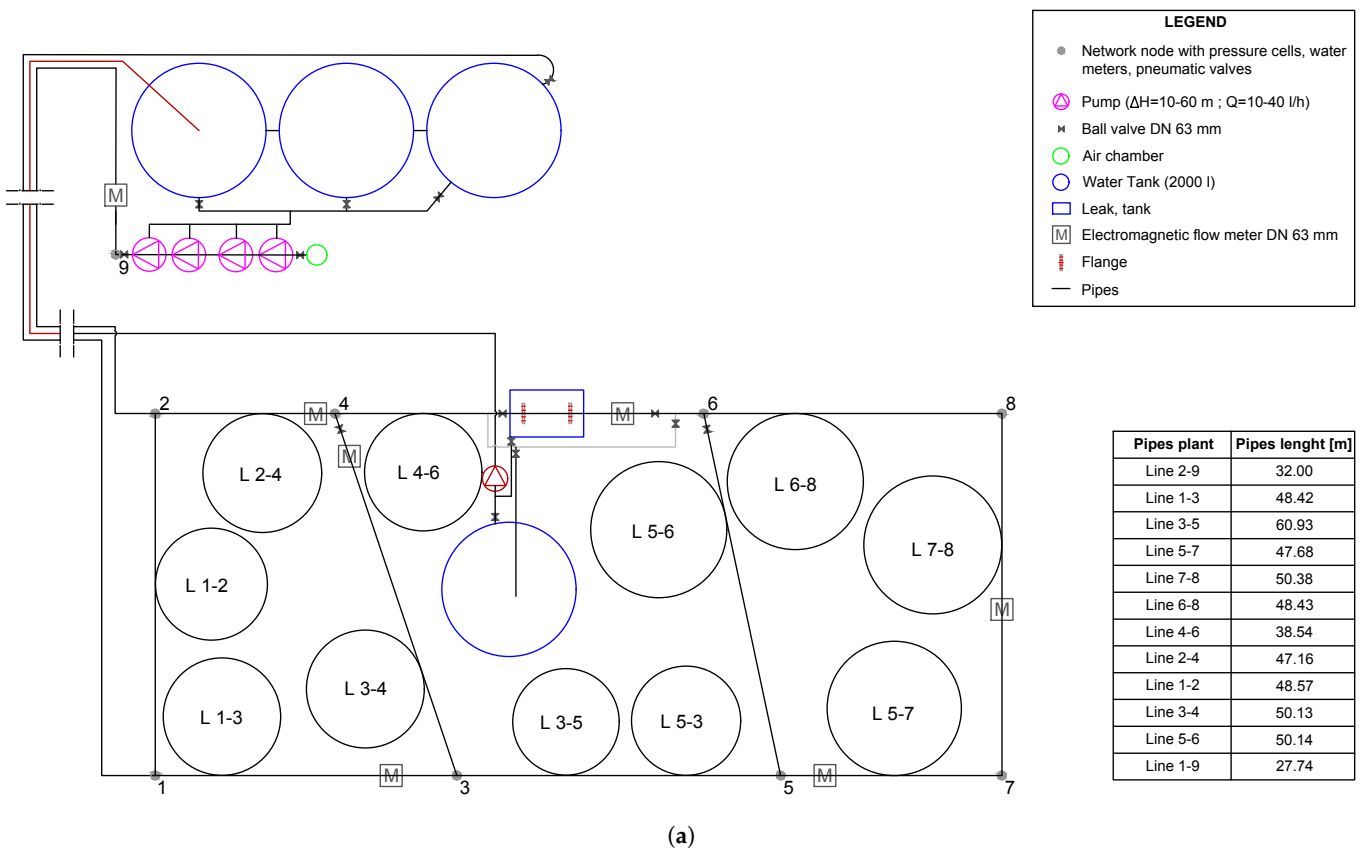 LEGEND
Network node with pressure cells, water
meters, pneumatic valves
Pump (ΔH=10-60 m ; Q=10-40 l/h)
Ball valve DN 63 mm
Air chamber
Water Tank (2000 l)
Leak, tank
M Electromagnetic flow meter DN 63 mm
Flange
Pipes
M
9
2
M
4
M
6
8
M
L 2-4
L 4-6
L 6-8
L 5-6
L 7-8
L 1-2
M
L 3-4
L 1-3
L 3-5
L 5-3
L 5-7
1
M
3
5
M
7
Pipes plant Pipes lenght [m]
Line 2-9 32.00
Line 1-3 48.42
Line 3-5 60.93
Line 5-7 47.68
Line 7-8 50.38
Line 6-8 48.43
Line 4-6 38.54
Line 2-4 47.16
Line 1-2 48.57
Line 3-4 50.13
Line 5-6 50.14
Line 1-9 27.74
(a)